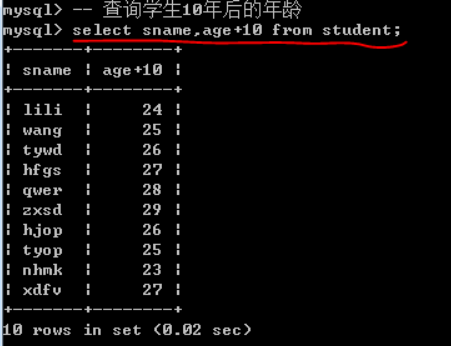 mysql> -- 查询学生10年后的年龄
mysql> select sname,age+10 from student;
+-------+--------+
| sname | age+10 |
+-------+--------+
| lili  |     24 |
| wang  |     25 |
| tywd  |     26 |
| hfgs  |     27 |
| qwer  |     28 |
| zxsd  |     29 |
| hjop  |     26 |
| tyop  |     25 |
| nhmk  |     23 |
| xdfv  |     27 |
+-------+--------+
10 rows in set (0.02 sec)